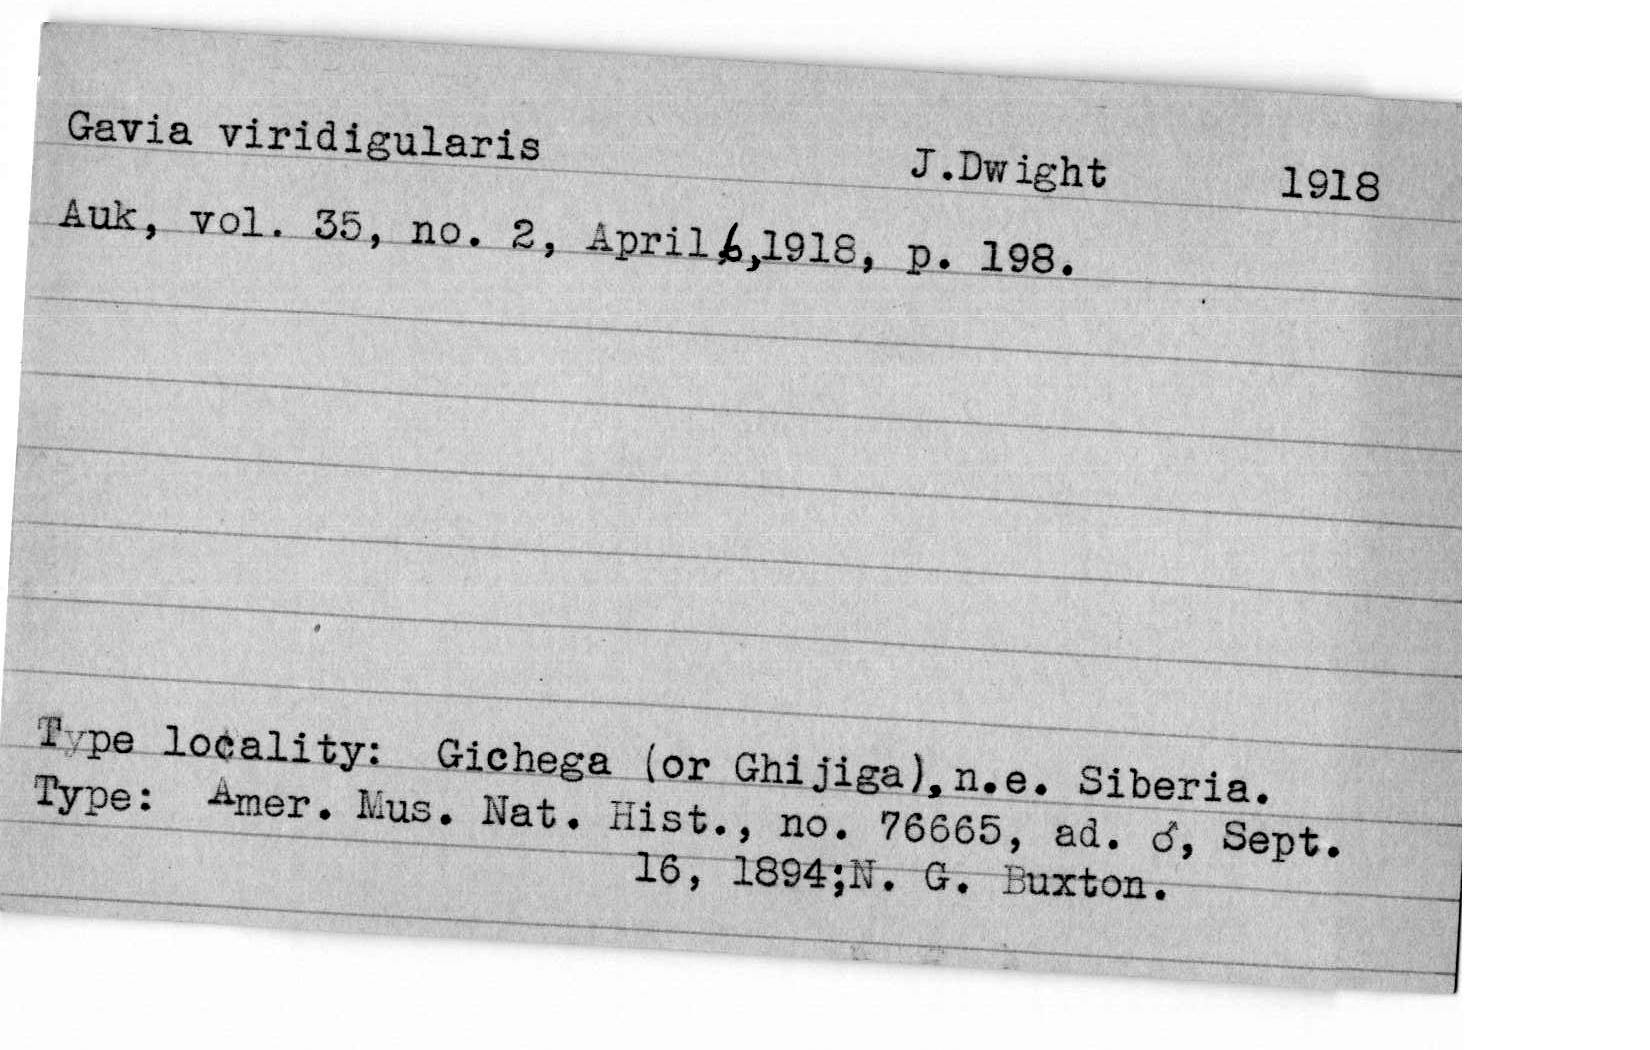 Gavia viridigularis J.Dwight 1918
Auk, vol. 35, no. 2, April 6, 1918, p. 198.
Type locality: Gichega (or Ghijiga), n.e. Siberia.
Type: Amer. Mus. Nat. Hist., no. 76665, ad. ♂, Sept.
16, 1894; N. G. Buxton.